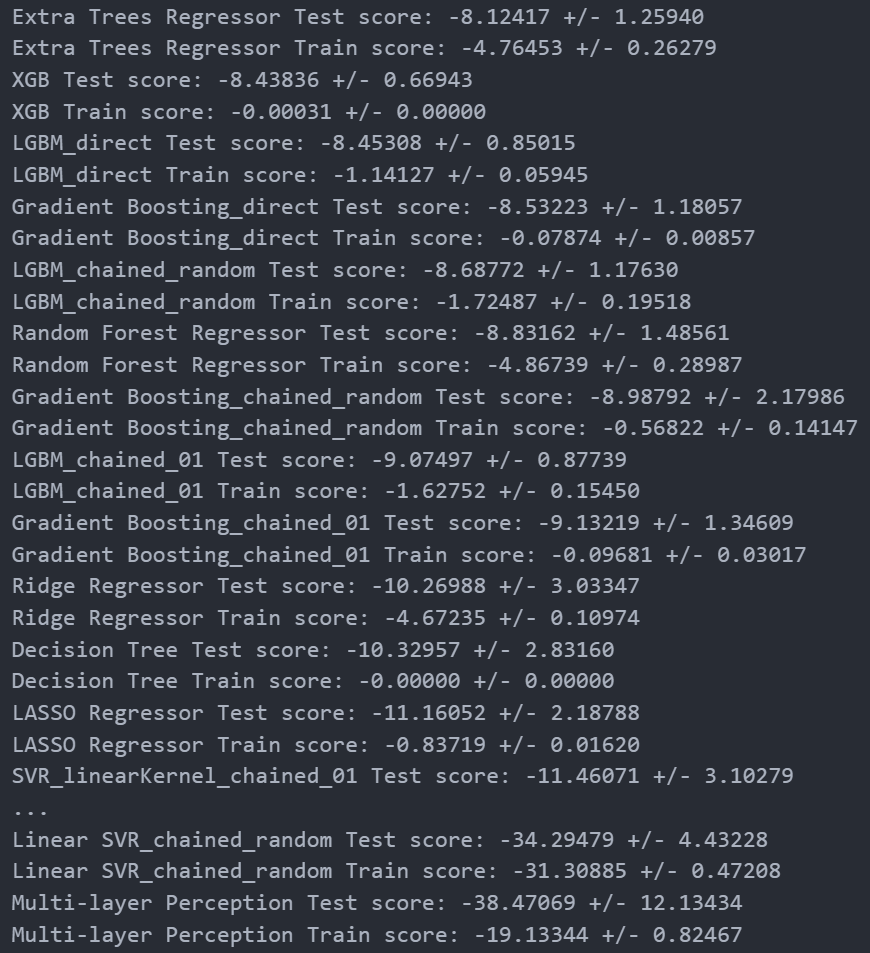 Extra Trees Regressor Test score: -8.12417 +/- 1.25940
Extra Trees Regressor Train score: -4.76453 +/- 0.26279
XGB Test score: -8.43836 +/- 0.66943
XGB Train score: -0.00031 +/- 0.00000
LGBM_direct Test score: -8.45308 +/- 0.85015
LGBM_direct Train score: -1.14127 +/- 0.05945
Gradient Boosting_direct Test score: -8.53223 +/- 1.18057
Gradient Boosting_direct Train score: -0.07874 +/- 0.00857
LGBM_chained_random Test score: -8.68772 +/- 1.17630
LGBM_chained_random Train score: -1.72487 +/- 0.19518
Random Forest Regressor Test score: -8.83162 +/- 1.48561
Random Forest Regressor Train score: -4.86739 +/- 0.28987
Gradient Boosting_chained_random Test score: -8.98792 +/- 2.17986
Gradient Boosting_chained_random Train score: -0.56822 +/- 0.14147
LGBM_chained_01 Test score: -9.07497 +/- 0.87739
LGBM_chained_01 Train score: -1.62752 +/- 0.15450
Gradient Boosting_chained_01 Test score: -9.13219 +/- 1.34609
Gradient Boosting_chained_01 Train score: -0.09681 +/- 0.03017
Ridge Regressor Test score: -10.26988 +/- 3.03347
Ridge Regressor Train score: -4.67235 +/- 0.10974
Decision Tree Test score: -10.32957 +/- 2.83160
Decision Tree Train score: -0.00000 +/- 0.00000
LASSO Regressor Test score: -11.16052 +/- 2.18788
LASSO Regressor Train score: -0.83719 +/- 0.01620
SVR_linearKernel_chained_01 Test score: -11.46071 +/- 3.10279
...
Linear SVR_chained_random Test score: -34.29479 +/- 4.43228
Linear SVR_chained_random Train score: -31.30885 +/- 0.47208
Multi-layer Perception Test score: -38.47069 +/- 12.13434
Multi-layer Perception Train score: -19.13344 +/- 0.82467